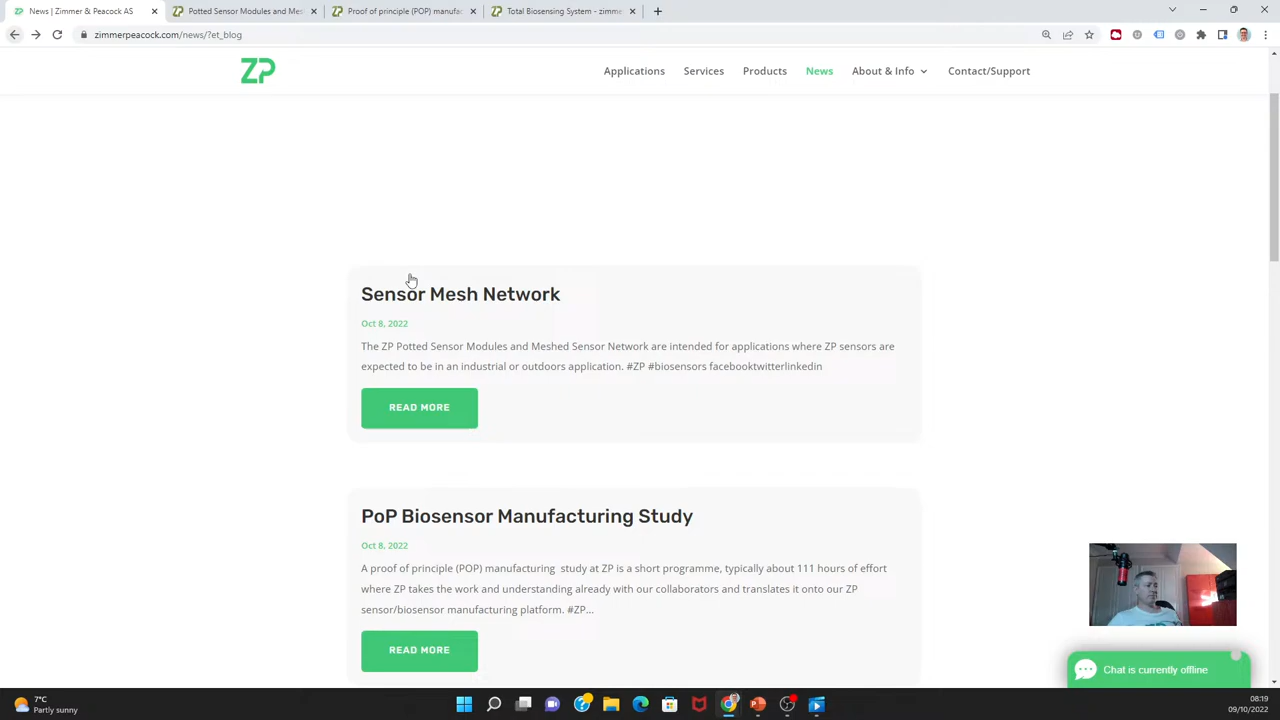 News | Zimmer & Peacock AS
Potted Sensor Modules and Mes
Proof of principle (POP) manufac
Total Biosensing System - zimme
zimmerpeacock.com/news/?et_blog
ZP
Applications
Services
Products
News
About & Info
Contact/Support
Sensor Mesh Network
Oct 8, 2022
The ZP Potted Sensor Modules and Meshed Sensor Network are intended for applications where ZP sensors are
expected to be in an industrial or outdoors application. #ZP #biosensors facebooktwitterlinkedin
READ MORE
PoP Biosensor Manufacturing Study
Oct 8, 2022
A proof of principle (POP) manufacturing study at ZP is a short programme, typically about 111 hours of effort
where ZP takes the work and understanding already with our collaborators and translates it onto our ZP
sensor/biosensor manufacturing platform. #ZP...
READ MORE
Chat is currently offline
7°C
Partly sunny
08:19
09/10/2022